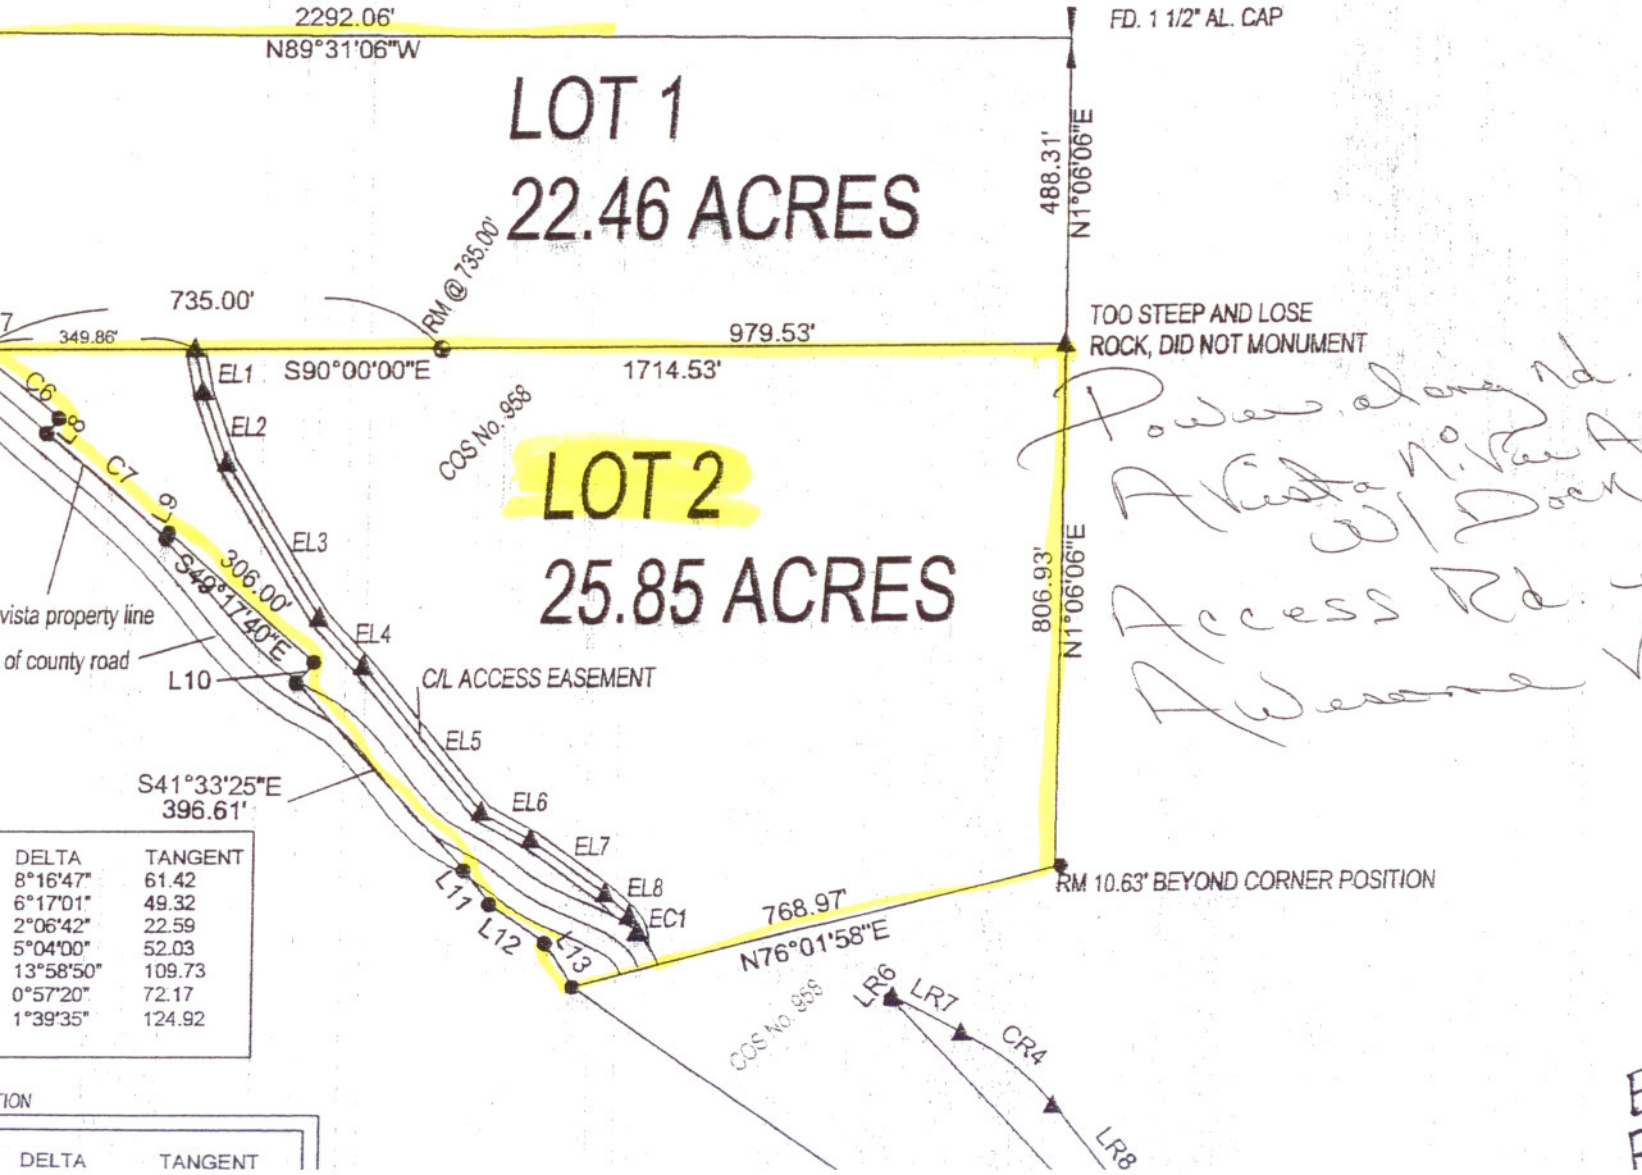 2292.06'
N89°31'06"W
FD. 1 1/2" AL. CAP
LOT 1
22.46 ACRES
488.31'
N1°06'06"E
RM @ 735.00'
735.00'
7
349.86'
S90°00'00"E
979.53'
1714.53'
TOO STEEP AND LOSE
ROCK, DID NOT MONUMENT
C6
L8
C7
L9
EL1
EL2
EL3
COS No. 958
LOT 2
25.85 ACRES
Power along rd.
A Vista
W/ Dock
Access Rd.
Awesome V
806.93'
N1°06'06"E
306.00'
S49°17'40"E
vista property line
of county road
L10
EL4
C/L ACCESS EASEMENT
EL5
S41°33'25"E
396.61'
EL6
EL7
EL8
EC1
L11
L12
L13
768.97'
N76°01'58"E
RM 10.63' BEYOND CORNER POSITION
COS No. 958
LR6
LR7
CR4
LR8
DELTA TANGENT
8°16'47" 61.42
6°17'01" 49.32
2°06'42" 22.59
5°04'00" 52.03
13°58'50" 109.73
0°57'20" 72.17
1°39'35" 124.92
TION
DELTA TANGENT